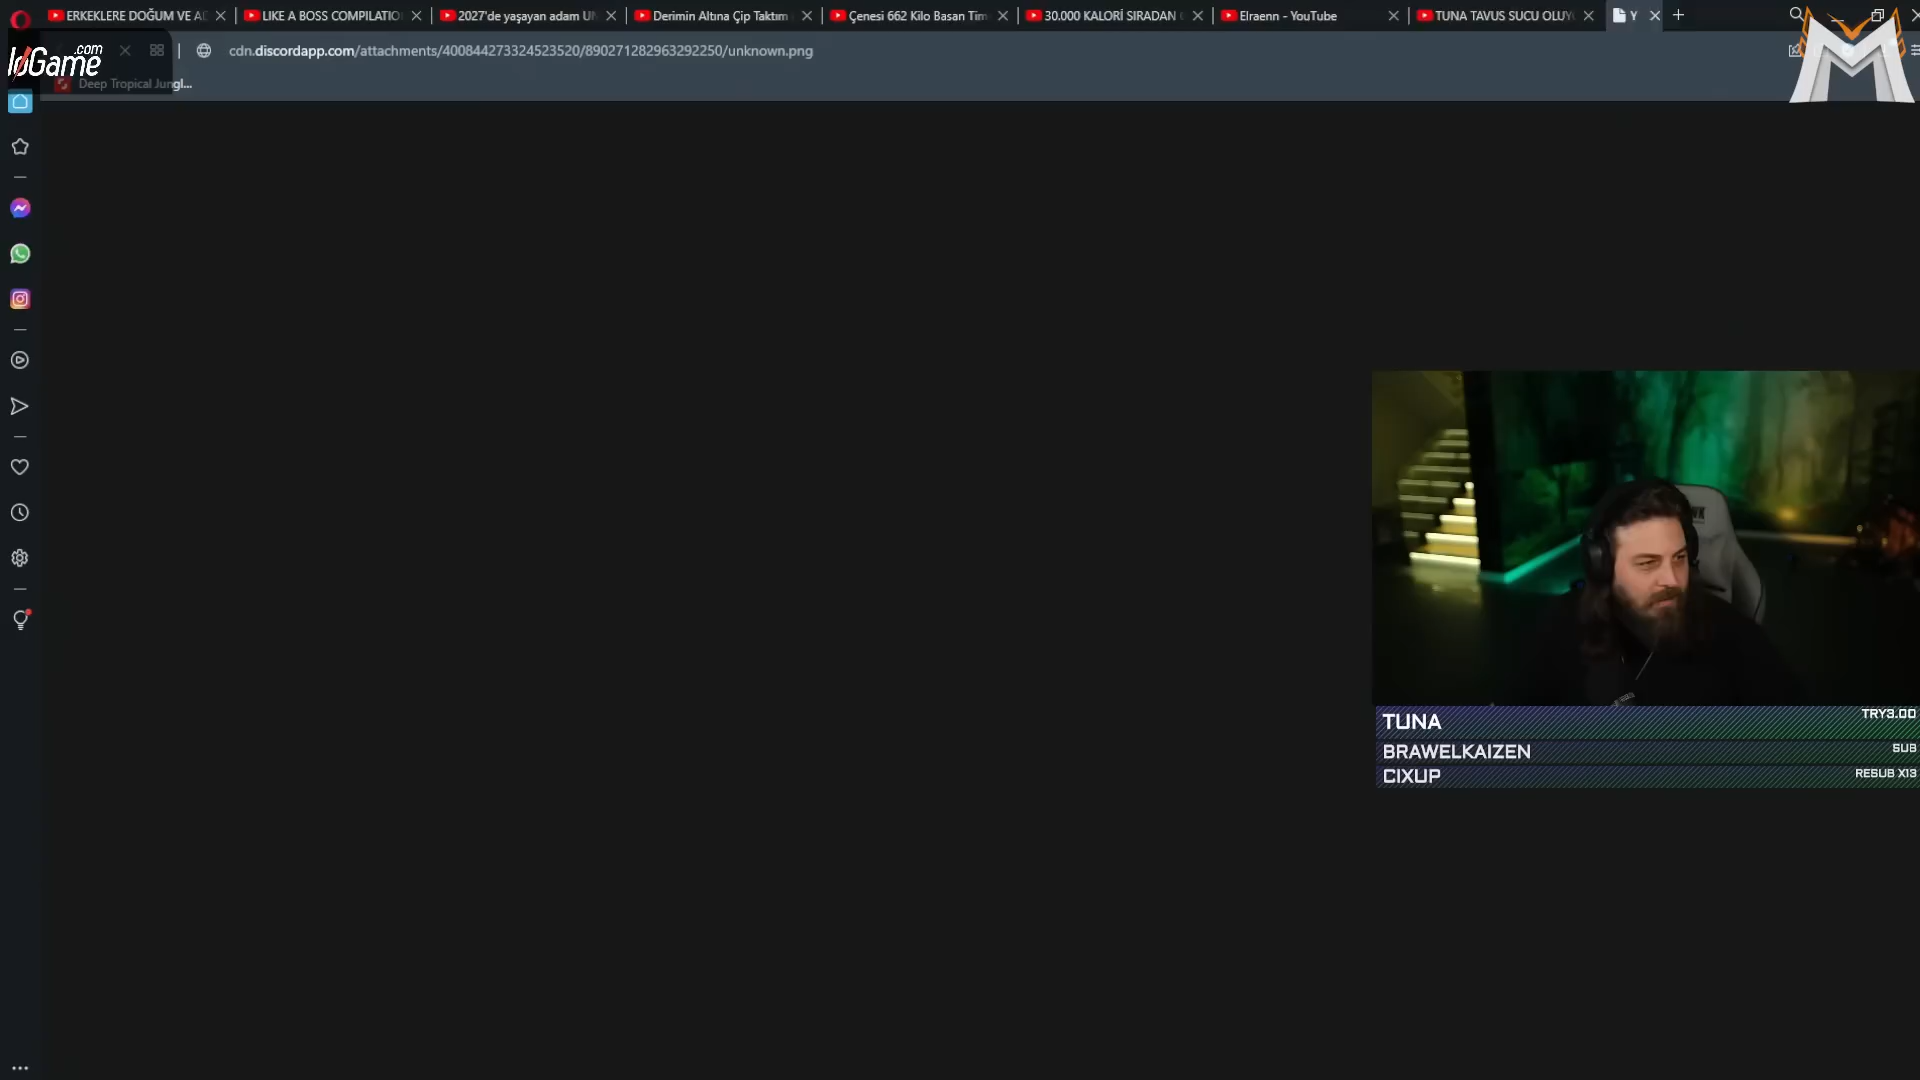 ERKEKLERE DOĞUM VE A
LIKE A BOSS COMPILATIO
2027'de yaşayan adam UN
Derimin Altına Çip Taktım
Çenesi 662 Kilo Basan Tim
30.000 KALORİ SIRADAN
Elraenn - YouTube
TUNA TAVUS SUCU OLUY
Y
.com
Game
cdn.discordapp.com/attachments/400844273324523520/890271282963292250/unknown.png
Deep Tropical Jungl...
TUNA TRY3.00
BRAWELKAIZEN SUB
CIXUP RESUB X13